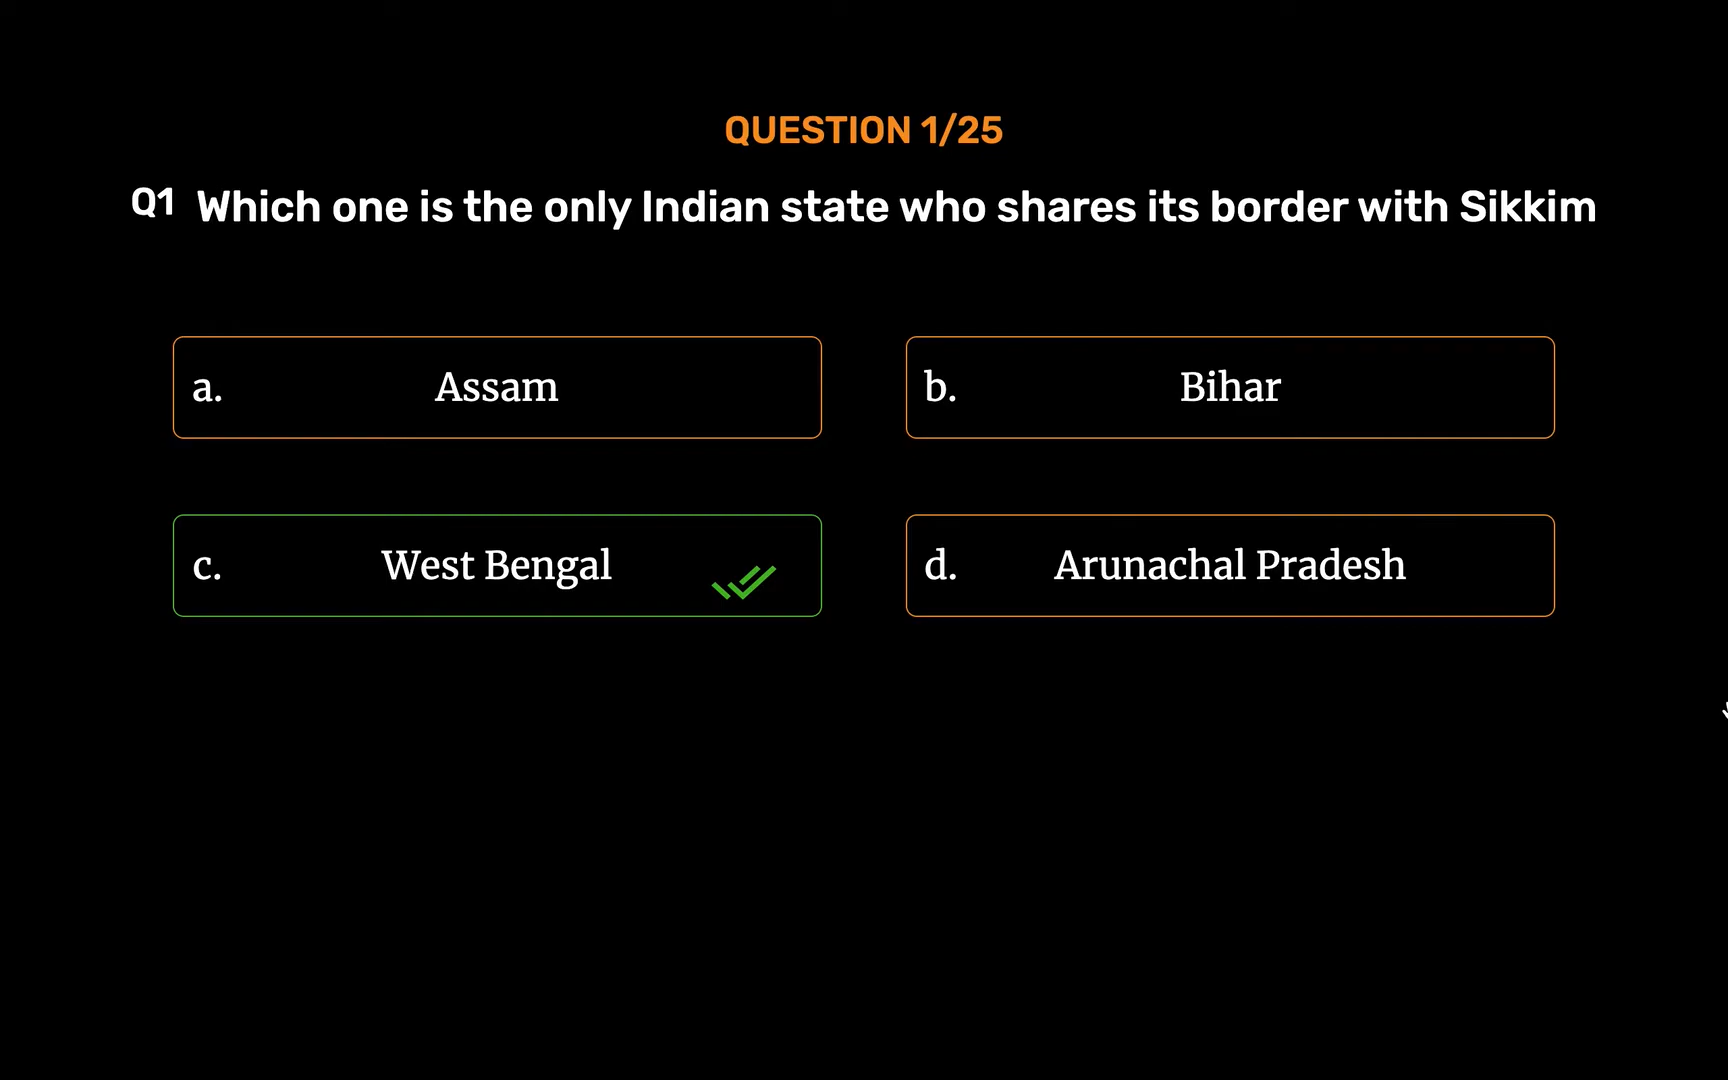 QUESTION 1/25
Q1 Which one is the only Indian state who shares its border with Sikkim
a. Assam
b. Bihar
c. West Bengal
d. Arunachal Pradesh